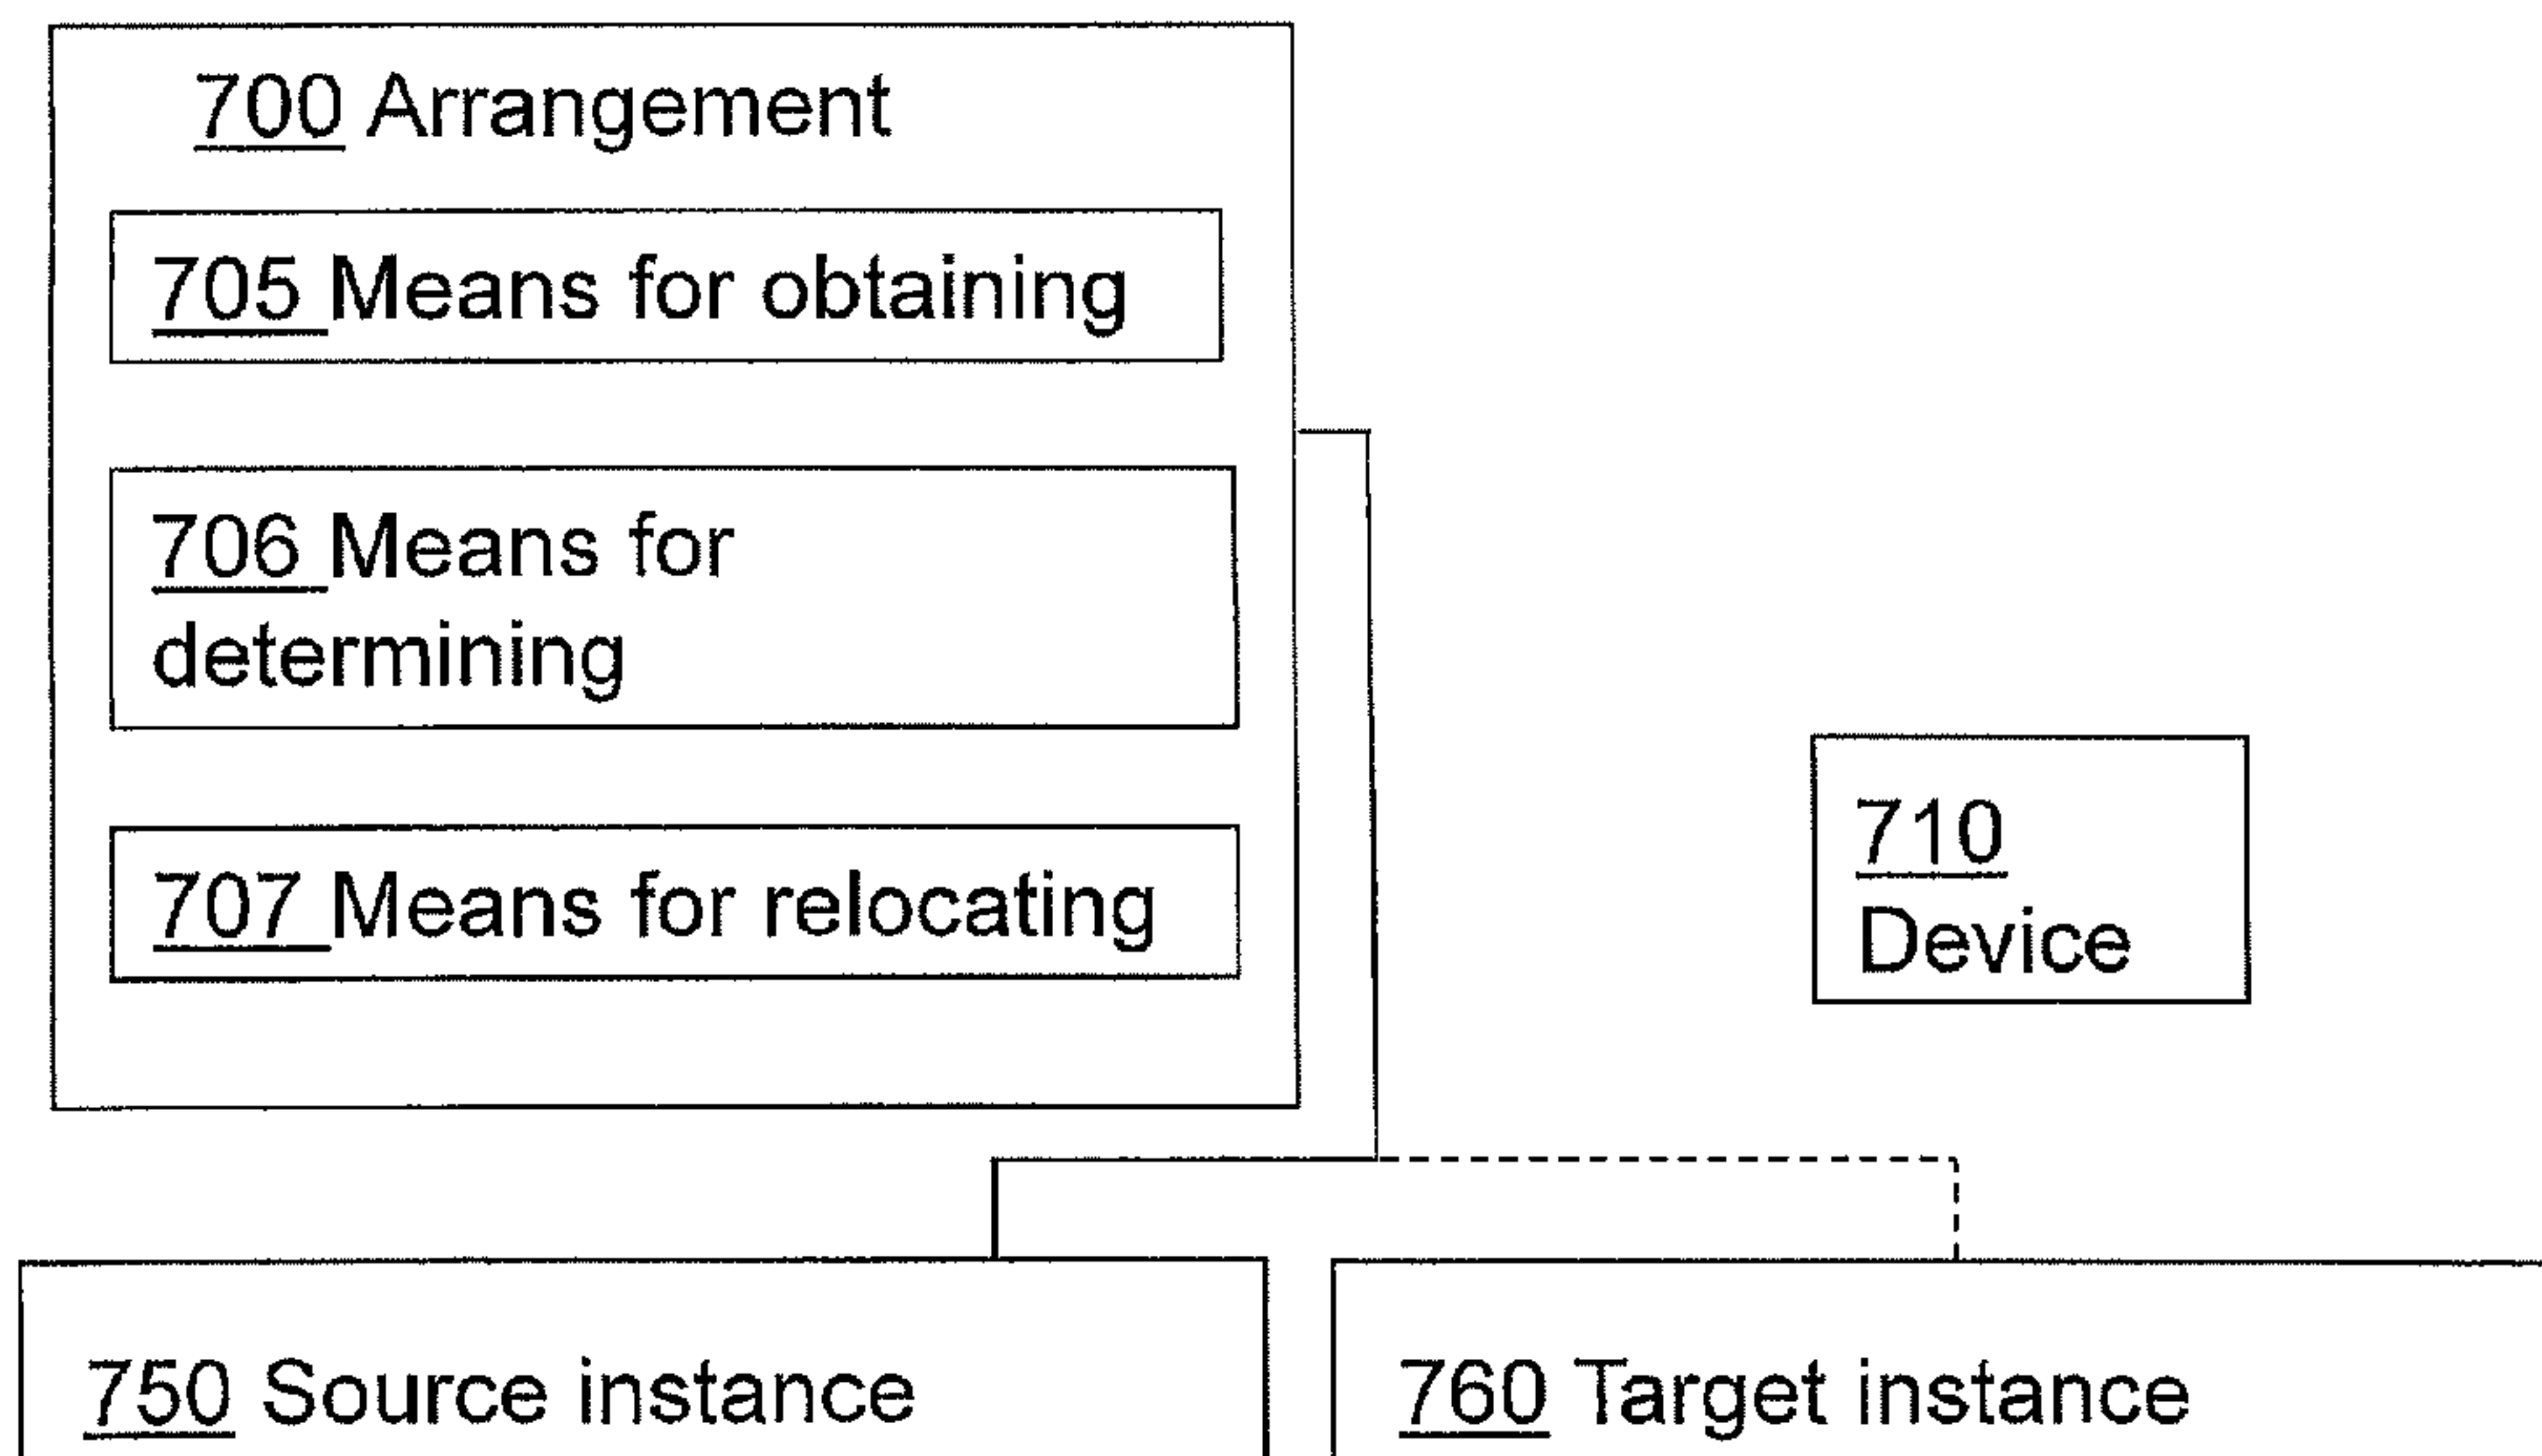 700 Arrangement
705 Means for obtaining
706 Means for
determining
707 Means for relocating
710
Device
750 Source instance
760 Target instance